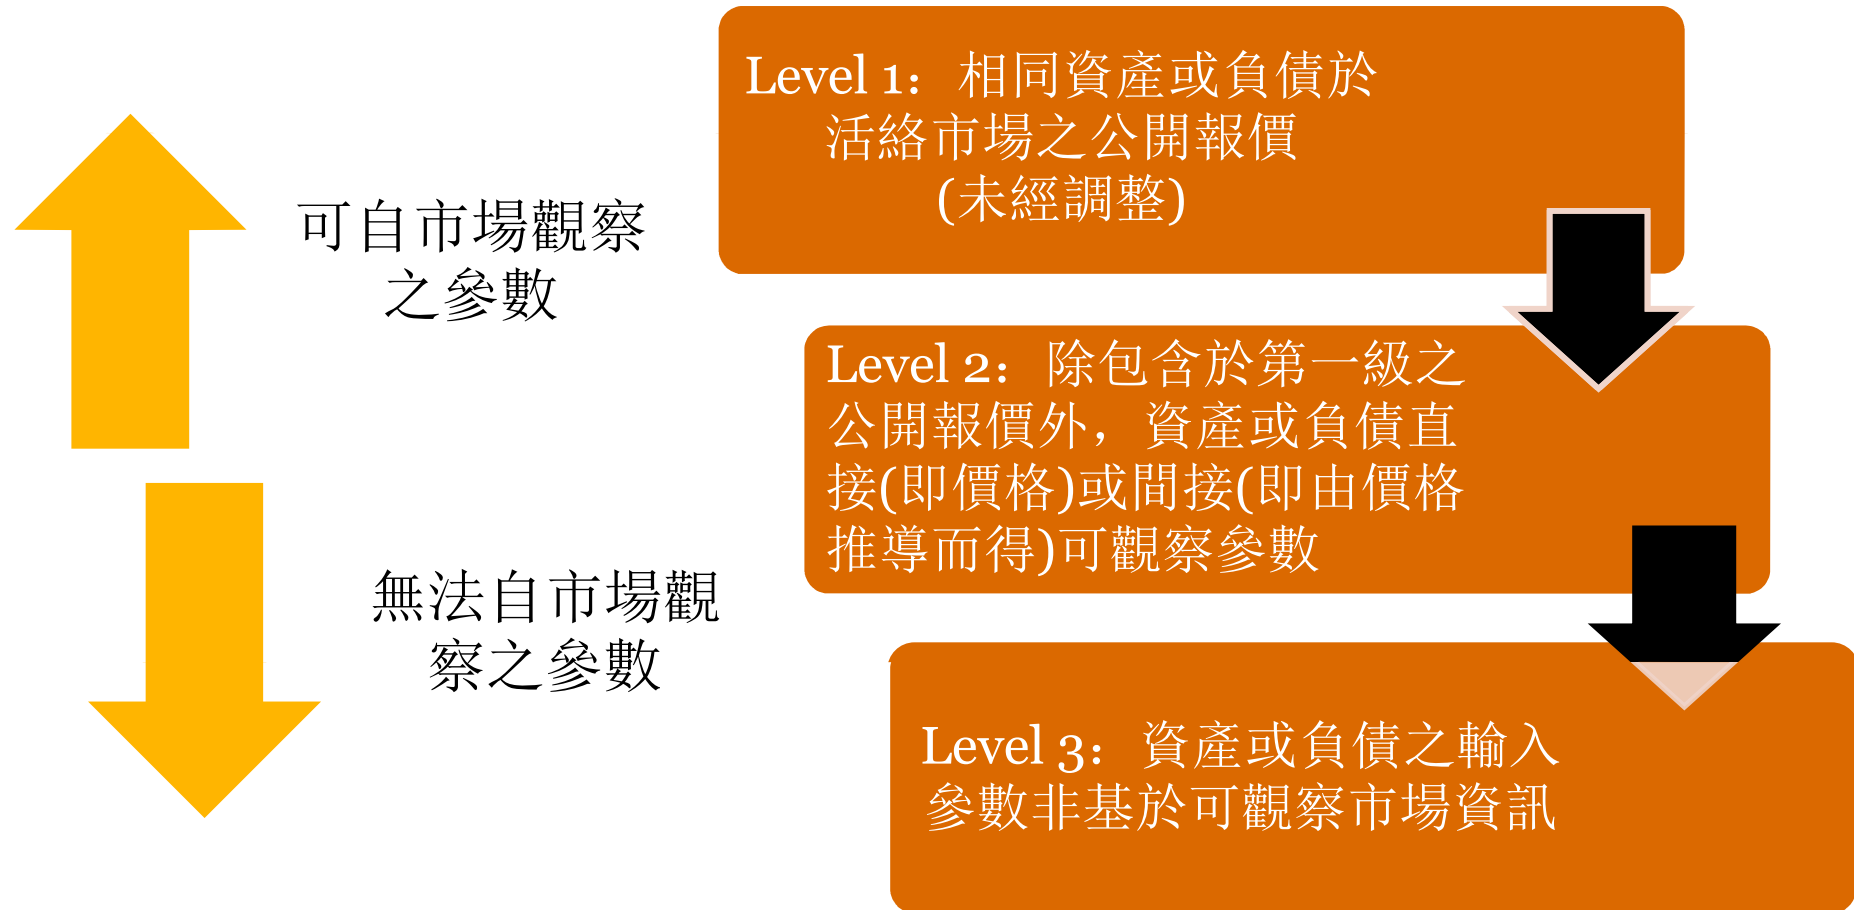 可自市場觀察
之參數
無法自市場觀
察之參數
Level 1：相同資產或負債於
活絡市場之公開報價
(未經調整)
Level 2：除包含於第一級之
公開報價外，資產或負債直
接(即價格)或間接(即由價格
推導而得)可觀察參數
Level 3：資產或負債之輸入
參數非基於可觀察市場資訊